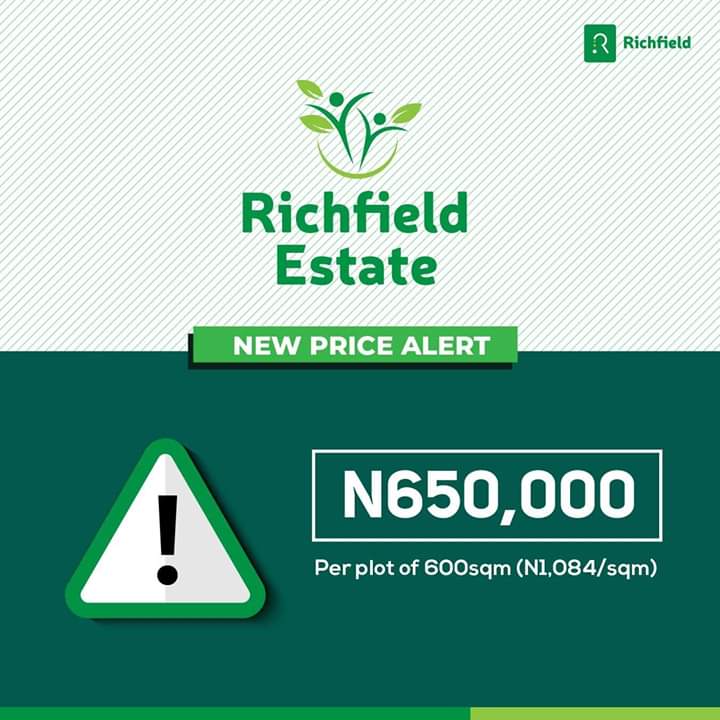 Richfield
Richfield
Estate
NEW PRICE ALERT
!
N650,000
Per plot of 600sqm (N1,084/sqm)